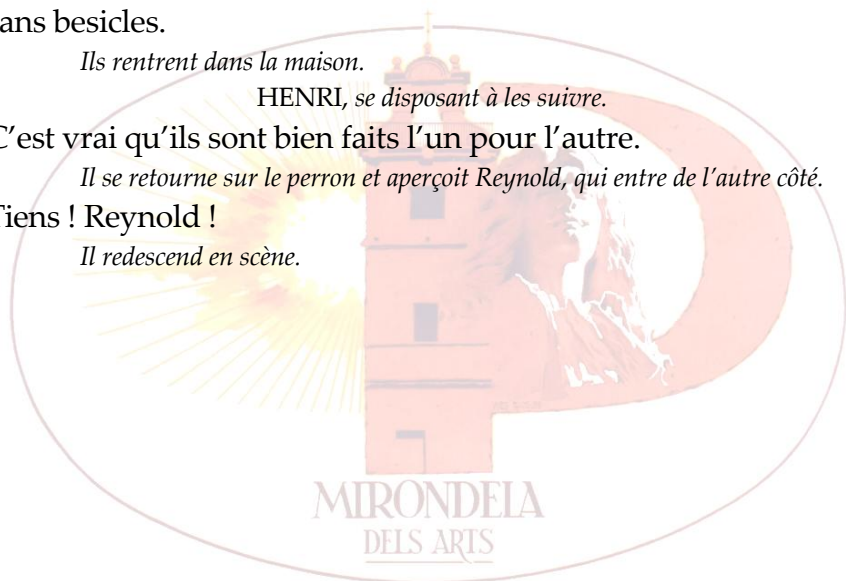 ans besicles.
Ils rentrent dans la maison.
HENRI, se disposant à les suivre.
C’est vrai qu’ils sont bien faits l’un pour l’autre.
Il se retourne sur le perron et aperçoit Reynold, qui entre de l’autre côté.
Tiens ! Reynold !
Il redescend en scène.
MIRONDELA
DELS ARTS